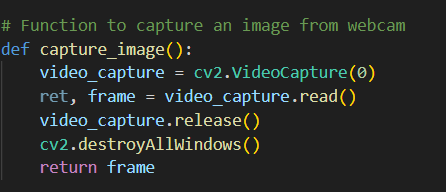 # Function to capture an image from webcam
def capture_image():
    video_capture = cv2.VideoCapture(0)
    ret, frame = video_capture.read()
    video_capture.release()
    cv2.destroyAllWindows()
    return frame